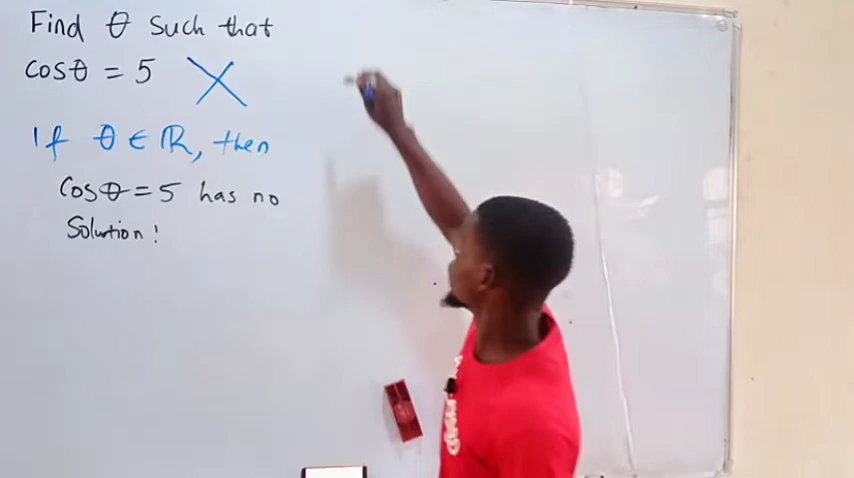 Find θ such that
cosθ = 5
If θ ∈ ℝ, then
cosθ = 5 has no
Solution!